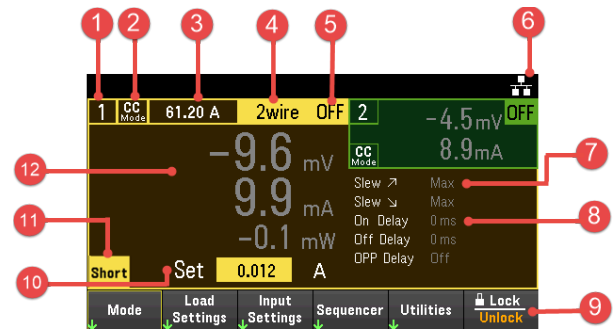 1 2 3 4 5 6
1 CC Mode 61.20 A 2wire OFF 2 -4.5mV OFF
CC Mode 8.9mA
-9.6 mV
9.9 mA
-0.1 mW
Slew ↗ Max
Slew ↘ Max
On Delay 0 ms
Off Delay 0 ms
OPP Delay Off
7
8
12
11
10
Short Set 0.012 A
Mode Load Settings Input Settings Sequencer Utilities Lock Unlock
9